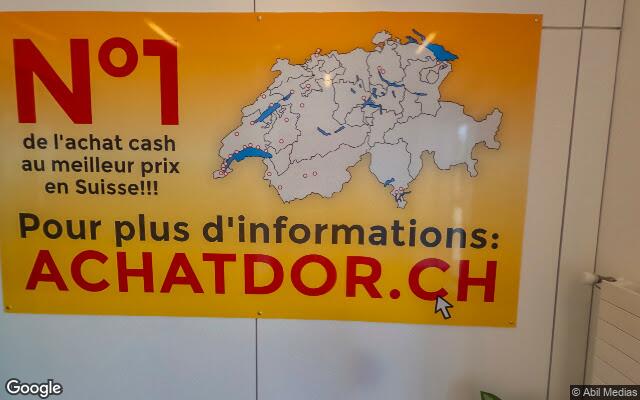 N°1
de l'achat cash
au meilleur prix
en Suisse!!!
Pour plus d'informations:
ACHATDOR.CH
Google
© Abil Medias